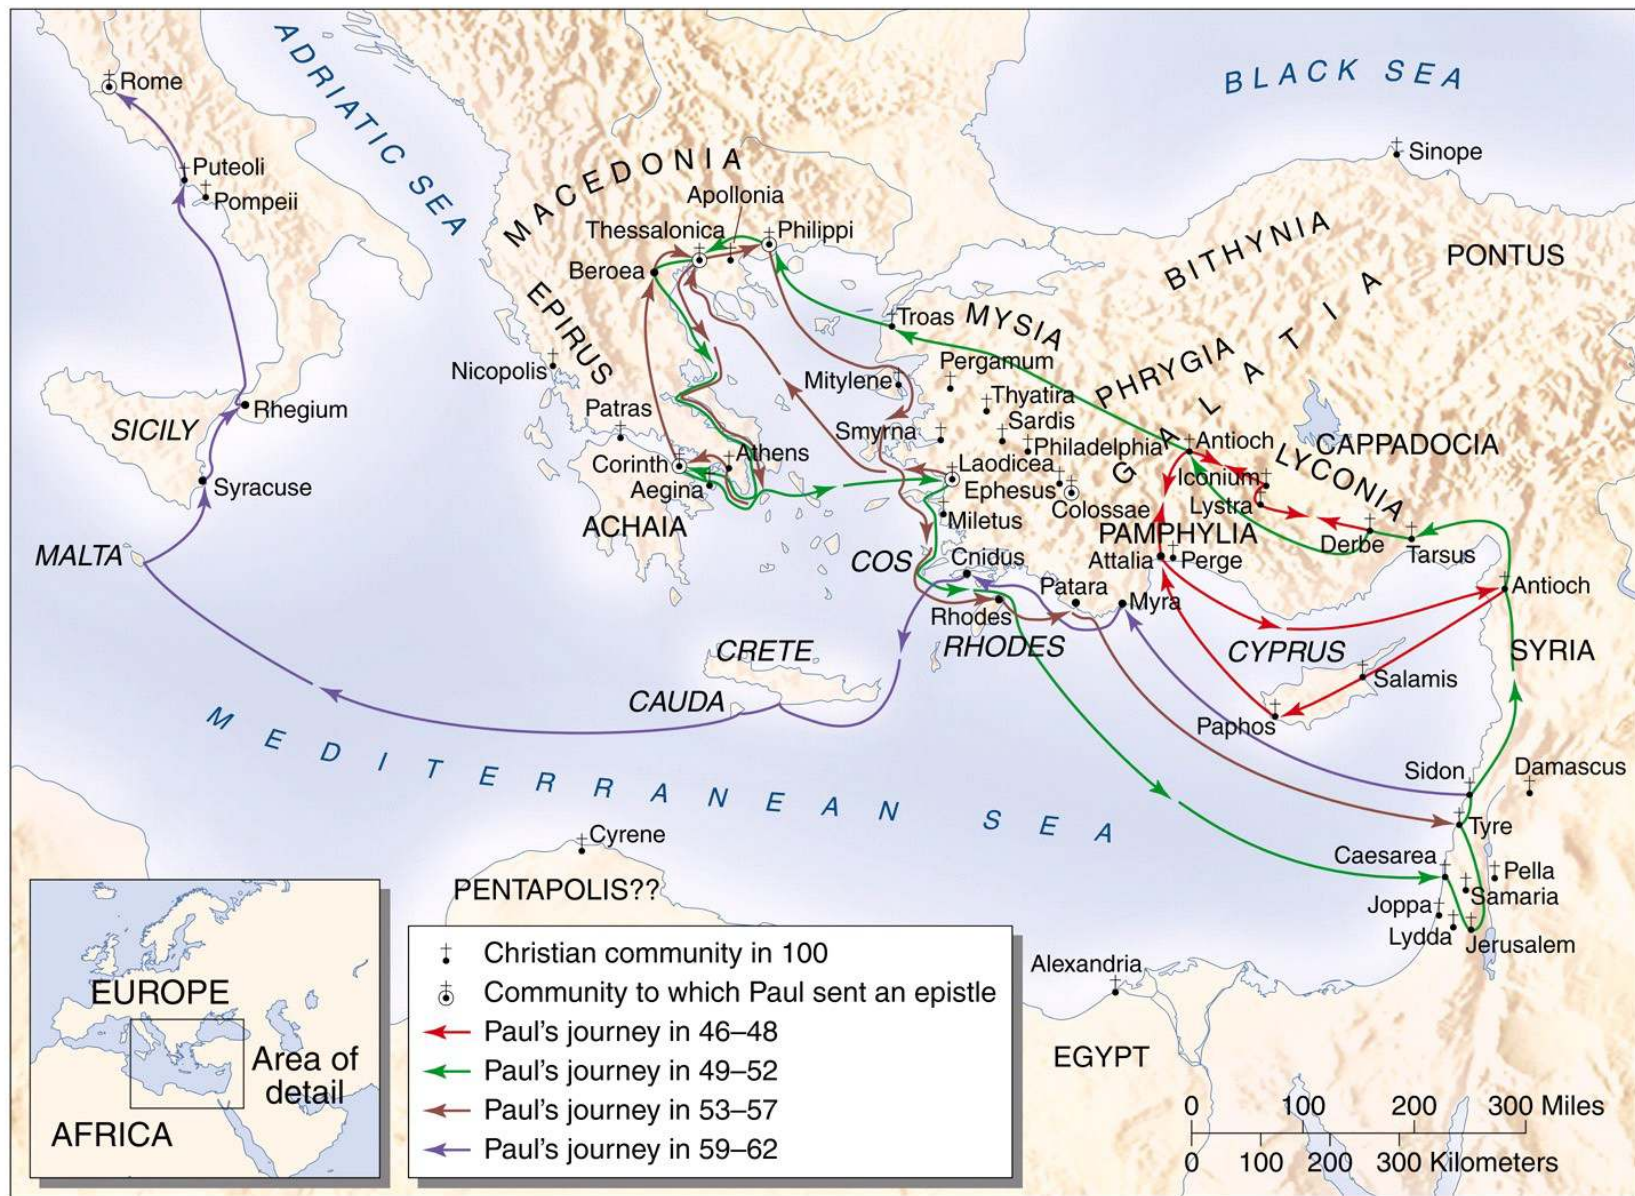 ADRIATIC SEA
BLACK SEA
Rome
Puteoli
Pompeii
Sinope
MACEDONIA
Apollonia
Thessalonica
Philippi
Beroea
BITHYNIA
PONTUS
EPIRUS
Troas
MYSIA
GALATIA
Nicopolis
Pergamum
PHRYGIA
Mitylene
Thyatira
Rhegium
SICILY
Patras
Sardis
Smyrna
Philadelphia
Antioch
CAPPADOCIA
LYCONIA
Corinth
Athens
Laodicea
Iconium
Syracuse
Aegina
Ephesus
Colossae
Lystra
ACHAIA
Miletus
PAMPHYLIA
Derbe
Tarsus
MALTA
COS
Cnidus
Attalia
Perge
Patara
Myra
Antioch
Rhodes
RHODES
CRETE
CYPRUS
SYRIA
Salamis
CAUDA
Paphos
MEDITERRANEAN SEA
Sidon
Damascus
Tyre
Cyrene
Caesarea
Pella
PENTAPOLIS??
Samaria
Joppa
Lydda
Jerusalem
Alexandria
EGYPT
EUROPE
Area of
detail
AFRICA
Christian community in 100
Community to which Paul sent an epistle
Paul's journey in 46–48
Paul's journey in 49–52
Paul's journey in 53–57
Paul's journey in 59–62
0 100 200 300 Miles
0 100 200 300 Kilometers